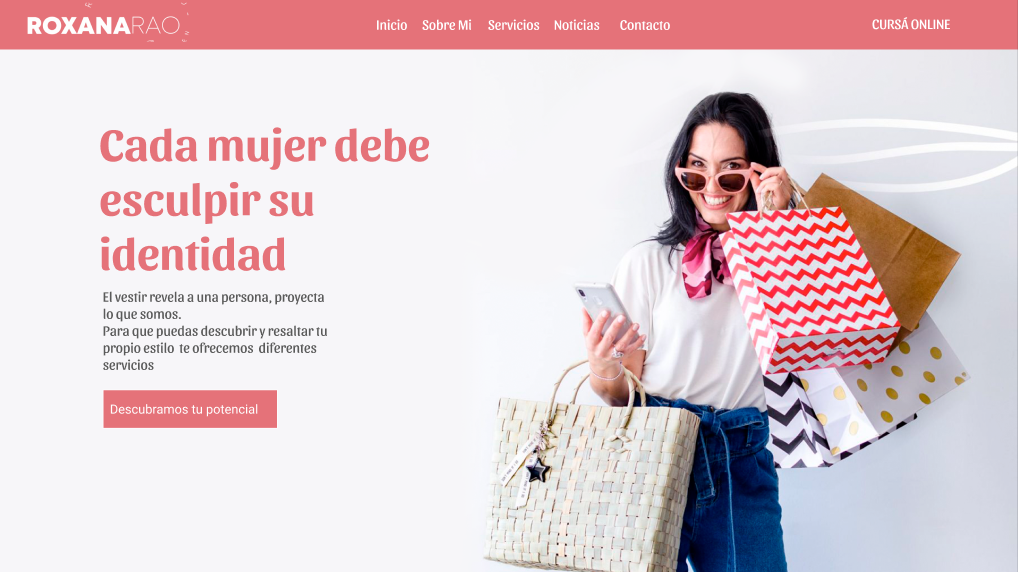 ROXANARAO
Inicio Sobre Mi Servicios Noticias Contacto
CURSÁ ONLINE
Cada mujer debe
esculpir su
identidad
El vestir revela a una persona, proyecta
lo que somos.
Para que puedas descubrir y resaltar tu
propio estilo te ofrecemos diferentes
servicios
Descubramos tu potencial